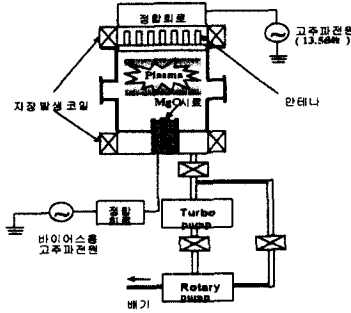 정합회로
고주파전원
(13.56㎒)
Plasma
MgO시료
안테나
자장발생코일
정합
회로
바이어스용
고주파전원
Turbo
pump
Rotary
pump
배기